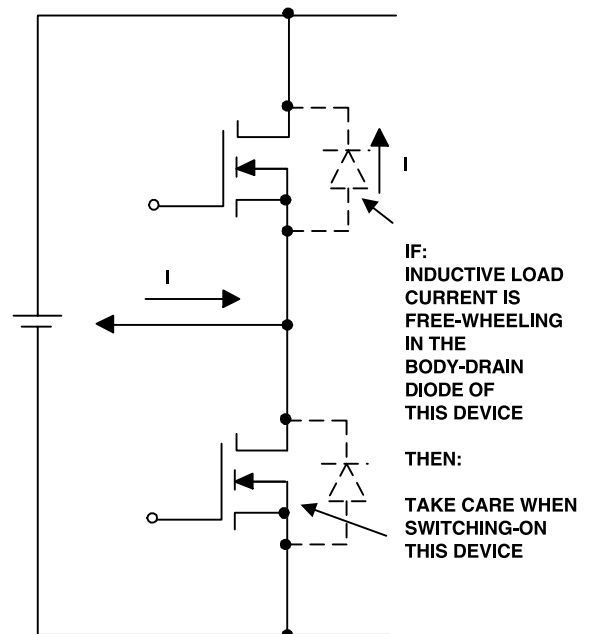 I
I
IF:
INDUCTIVE LOAD
CURRENT IS
FREE-WHEELING
IN THE
BODY-DRAIN
DIODE OF
THIS DEVICE
THEN:
TAKE CARE WHEN
SWITCHING-ON
THIS DEVICE